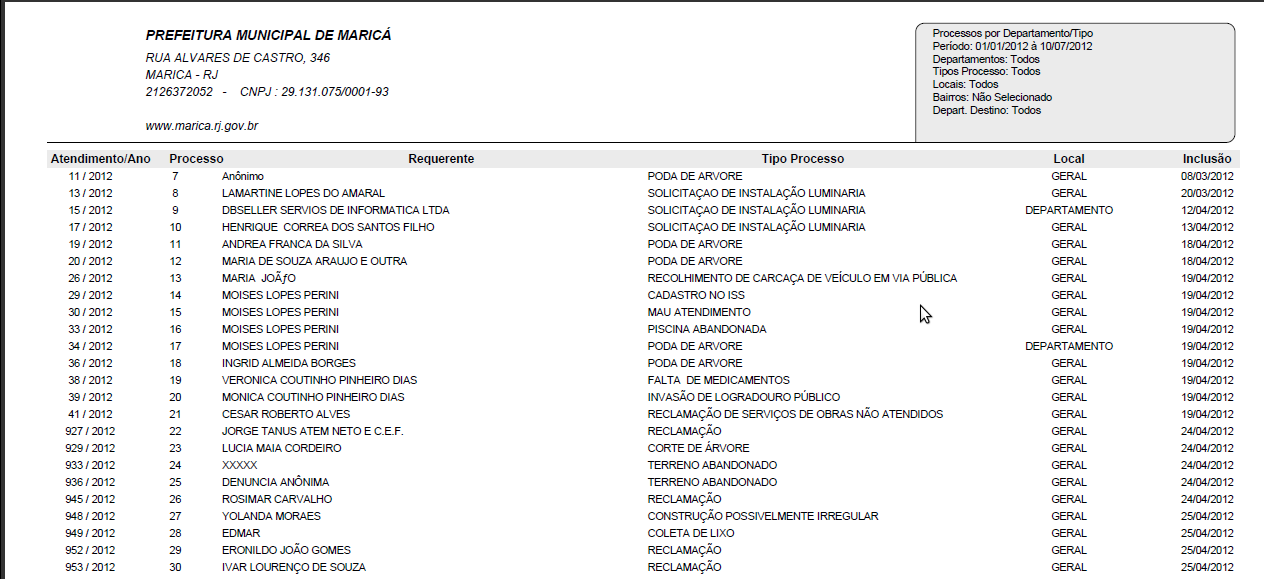 PREFEITURA MUNICIPAL DE MARICÁ
RUA ALVARES DE CASTRO, 346
MARICA - RJ
2126372052 - CNPJ : 29.131.075/0001-93
www.marica.rj.gov.br
Processos por Departamento/Tipo
Período: 01/01/2012 à 10/07/2012
Departamentos: Todos
Tipos Processo: Todos
Locais: Todos
Bairros: Não Selecionado
Depart. Destino: Todos
Atendimento/Ano Processo Requerente Tipo Processo Local Inclusão
11 / 2012 7 Anônimo PODA DE ARVORE GERAL 08/03/2012
13 / 2012 8 LAMARTINE LOPES DO AMARAL SOLICITAÇAO DE INSTALAÇÃO LUMINARIA GERAL 20/03/2012
15 / 2012 9 DBSELLER SERVIOS DE INFORMATICA LTDA SOLICITAÇAO DE INSTALAÇÃO LUMINARIA DEPARTAMENTO 12/04/2012
17 / 2012 10 HENRIQUE CORREA DOS SANTOS FILHO SOLICITAÇAO DE INSTALAÇÃO LUMINARIA GERAL 13/04/2012
19 / 2012 11 ANDREA FRANCA DA SILVA PODA DE ARVORE GERAL 18/04/2012
20 / 2012 12 MARIA DE SOUZA ARAUJO E OUTRA PODA DE ARVORE GERAL 18/04/2012
26 / 2012 13 MARIA JOÃƒO RECOLHIMENTO DE CARCAÇA DE VEÍCULO EM VIA PÚBLICA GERAL 19/04/2012
29 / 2012 14 MOISES LOPES PERINI CADASTRO NO ISS GERAL 19/04/2012
30 / 2012 15 MOISES LOPES PERINI MAU ATENDIMENTO GERAL 19/04/2012
33 / 2012 16 MOISES LOPES PERINI PISCINA ABANDONADA GERAL 19/04/2012
34 / 2012 17 MOISES LOPES PERINI PODA DE ARVORE DEPARTAMENTO 19/04/2012
36 / 2012 18 INGRID ALMEIDA BORGES PODA DE ARVORE GERAL 19/04/2012
38 / 2012 19 VERONICA COUTINHO PINHEIRO DIAS FALTA DE MEDICAMENTOS GERAL 19/04/2012
39 / 2012 20 MONICA COUTINHO PINHEIRO DIAS INVASÃO DE LOGRADOURO PÚBLICO GERAL 19/04/2012
41 / 2012 21 CESAR ROBERTO ALVES RECLAMAÇÃO DE SERVIÇOS DE OBRAS NÃO ATENDIDOS GERAL 19/04/2012
927 / 2012 22 JORGE TANUS ATEM NETO E C.E.F. RECLAMAÇÃO GERAL 24/04/2012
929 / 2012 23 LUCIA MAIA CORDEIRO CORTE DE ÁRVORE GERAL 24/04/2012
933 / 2012 24 XXXXX TERRENO ABANDONADO GERAL 24/04/2012
936 / 2012 25 DENUNCIA ANÔNIMA TERRENO ABANDONADO GERAL 24/04/2012
945 / 2012 26 ROSIMAR CARVALHO RECLAMAÇÃO GERAL 24/04/2012
948 / 2012 27 YOLANDA MORAES CONSTRUÇÃO POSSIVELMENTE IRREGULAR GERAL 25/04/2012
949 / 2012 28 EDMAR COLETA DE LIXO GERAL 25/04/2012
952 / 2012 29 ERONILDO JOÃO GOMES RECLAMAÇÃO GERAL 25/04/2012
953 / 2012 30 IVAR LOURENÇO DE SOUZA RECLAMAÇÃO GERAL 25/04/2012